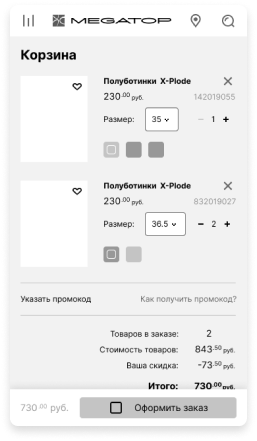 MEGATOP
Корзина
Полуботинки X-Plode
230.00 руб. 142019055
Размер: 35 – 1 +
Полуботинки X-Plode
230.00 руб. 832019027
Размер: 36.5 – 2 +
Указать промокод Как получить промокод?
Товаров в заказе: 2
Стоимость товаров: 843.50 руб.
Ваша скидка: -73.50 руб.
Итого: 730.00 руб.
730.00 руб. Оформить заказ